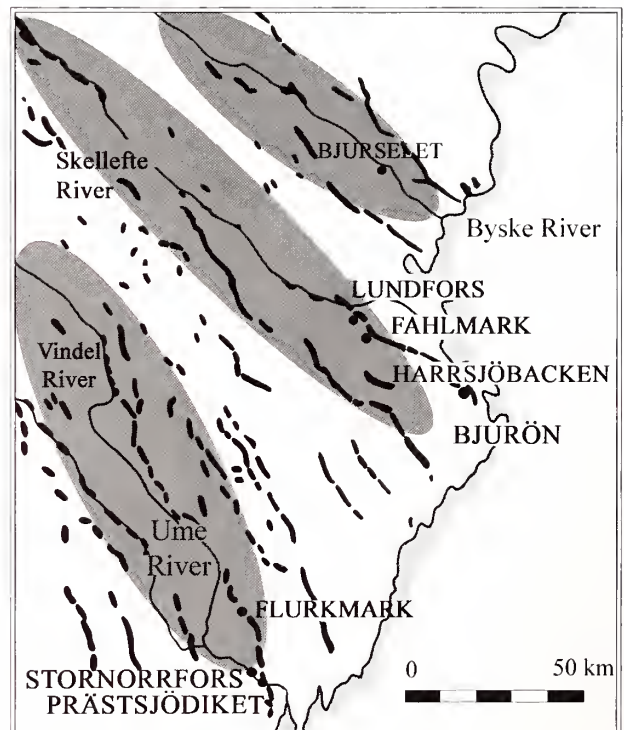 BJURSELET
Skellefte
River
Byske River
LUNDFORS
FAHLMARK
Vindel
River
HARRSJÖBACKEN
BJURÖN
Ume
River
FLURKMARK
STORNORRFORS
PRÄSTSJÖDIKET
0 50 km